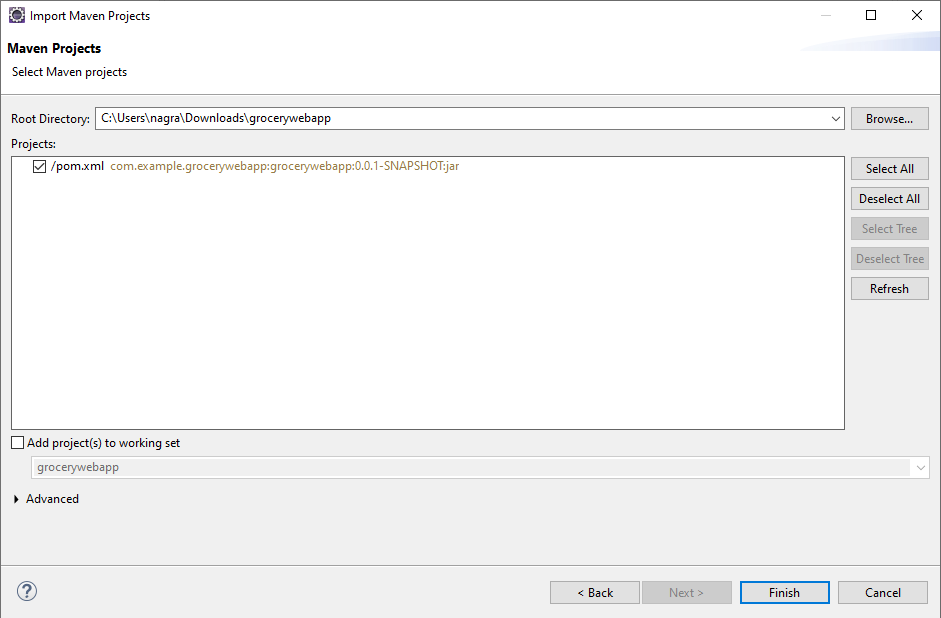 Import Maven Projects
Maven Projects
Select Maven projects
Root Directory: C:\Users\nagra\Downloads\grocerywebapp Browse...
Projects:
/pom.xml com.example.grocerywebapp:grocerywebapp:0.0.1-SNAPSHOT:jar
Select All
Deselect All
Select Tree
Deselect Tree
Refresh
Add project(s) to working set
grocerywebapp
Advanced
? < Back Next > Finish Cancel